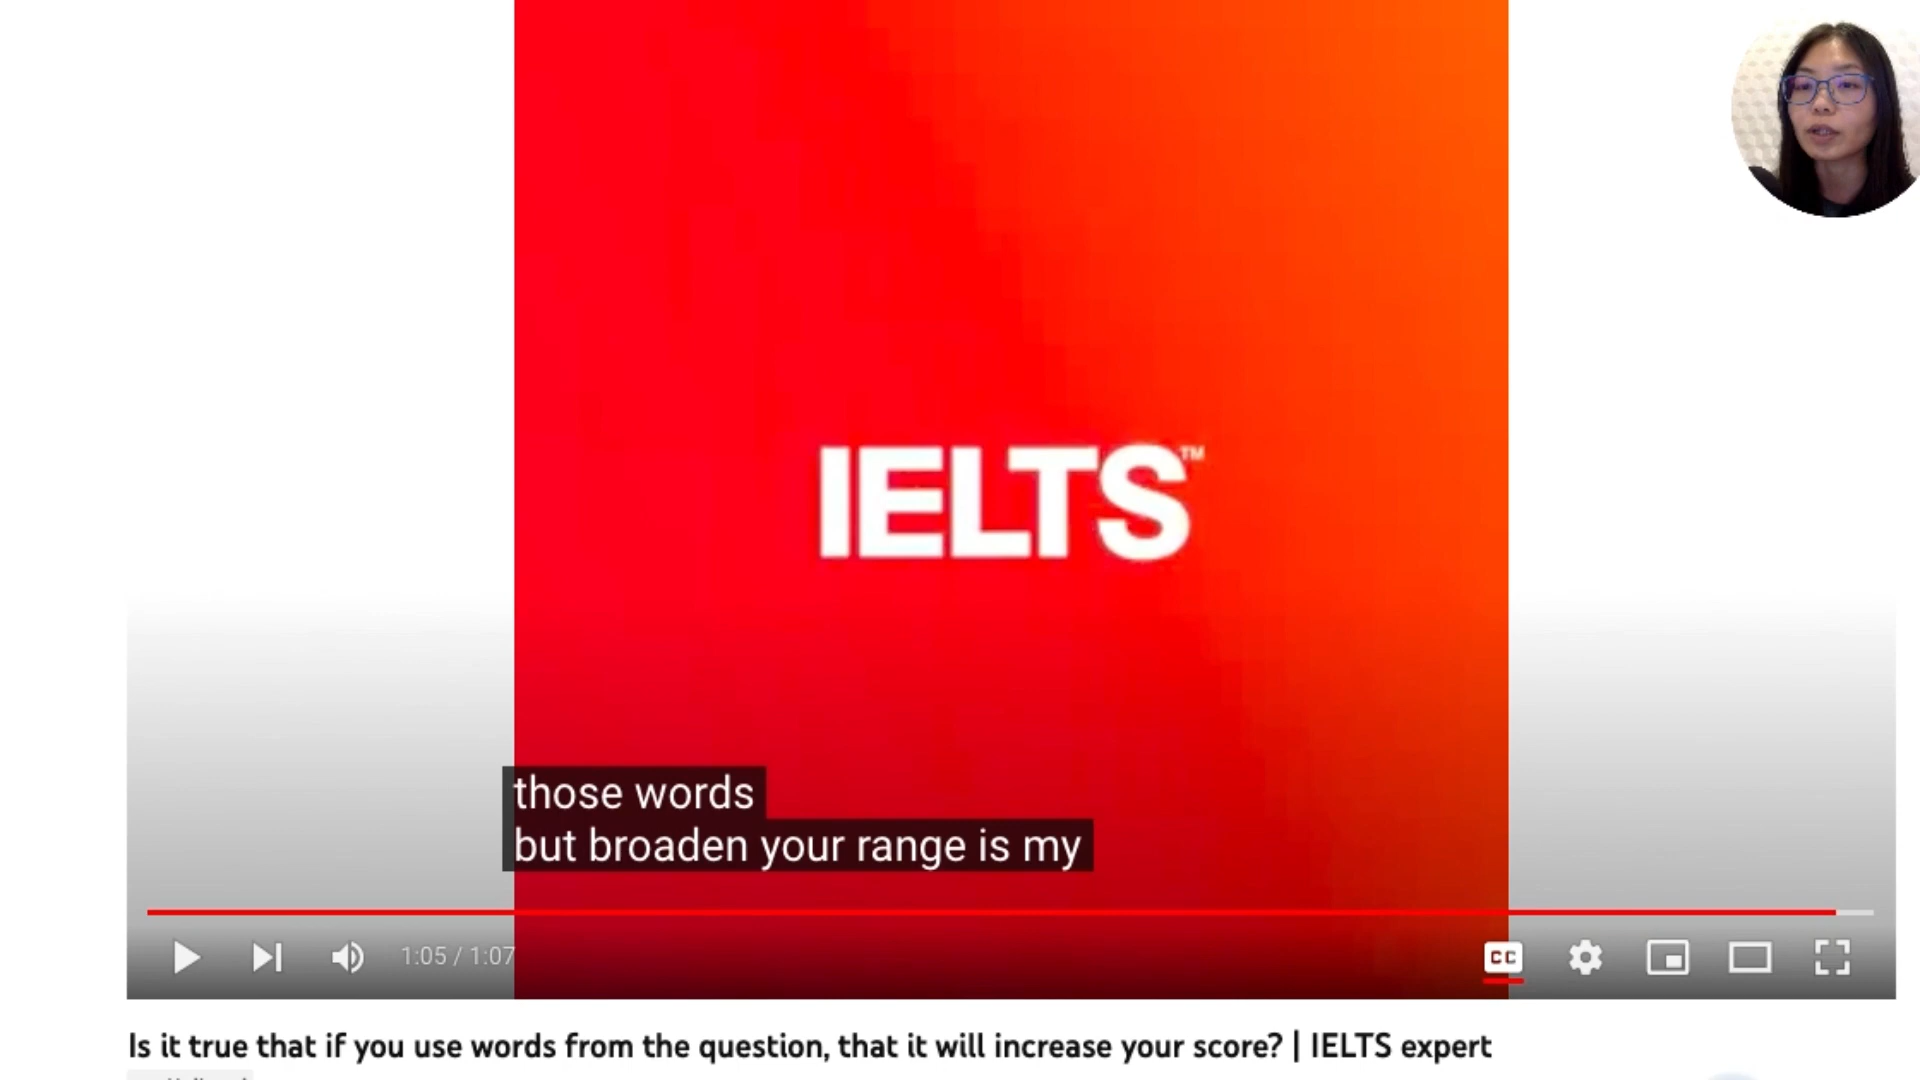 IELTS™
those words
but broaden your range is my
1:05 / 1:07
CC
Is it true that if you use words from the question, that it will increase your score? | IELTS expert